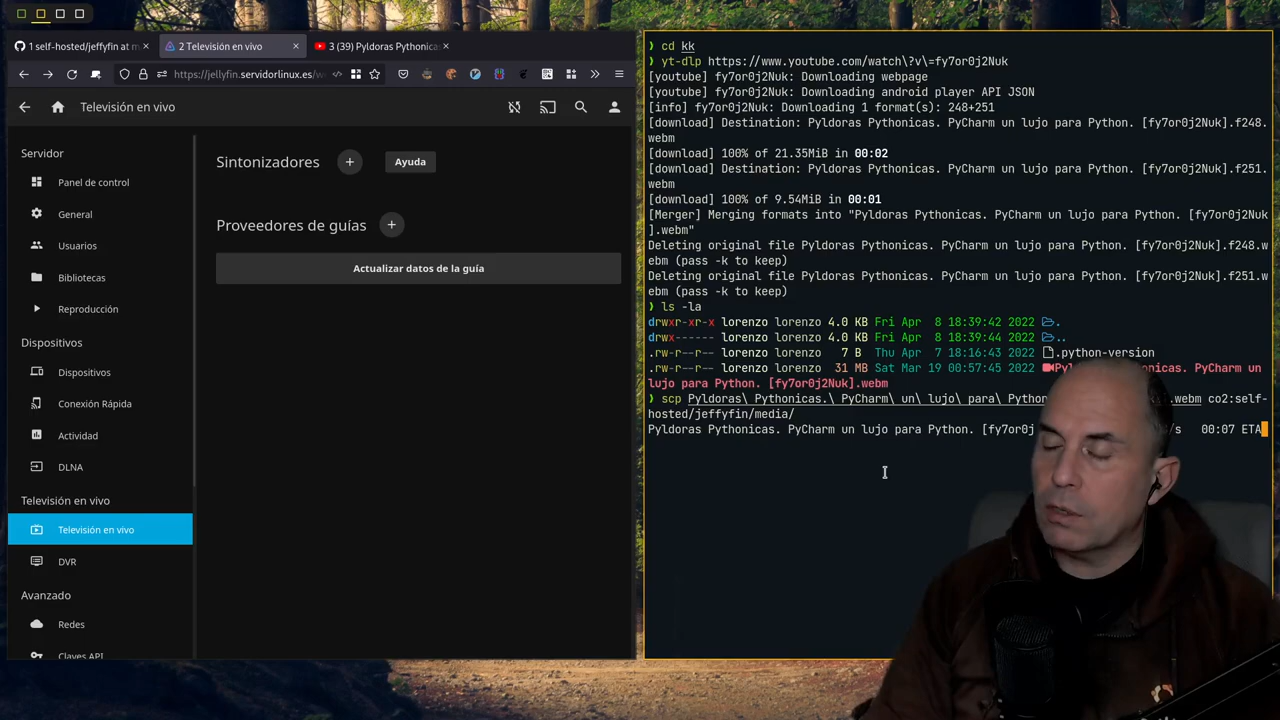 1 self-hosted/jeffyfin at m
2 Televisión en vivo
3 (39) Pyldoras Pythonica
https://jellyfin.servidorlinux.es/w
Televisión en vivo
Servidor
Panel de control
General
Usuarios
Bibliotecas
Reproducción
Dispositivos
Dispositivos
Conexión Rápida
Actividad
DLNA
Televisión en vivo
Televisión en vivo
DVR
Avanzado
Redes
Claves API
Sintonizadores
Ayuda
Proveedores de guías
Actualizar datos de la guía
❯ cd kk
❯ yt-dlp https://www.youtube.com/watch\?v\=fy7or0j2Nuk
[youtube] fy7or0j2Nuk: Downloading webpage
[youtube] fy7or0j2Nuk: Downloading android player API JSON
[info] fy7or0j2Nuk: Downloading 1 format(s): 248+251
[download] Destination: Pyldoras Pythonicas. PyCharm un lujo para Python. [fy7or0j2Nuk].f248.
webm
[download] 100% of 21.35MiB in 00:02
[download] Destination: Pyldoras Pythonicas. PyCharm un lujo para Python. [fy7or0j2Nuk].f251.
webm
[download] 100% of 9.54MiB in 00:01
[Merger] Merging formats into "Pyldoras Pythonicas. PyCharm un lujo para Python. [fy7or0j2Nuk
].webm"
Deleting original file Pyldoras Pythonicas. PyCharm un lujo para Python. [fy7or0j2Nuk].f248.w
ebm (pass -k to keep)
Deleting original file Pyldoras Pythonicas. PyCharm un lujo para Python. [fy7or0j2Nuk].f251.w
ebm (pass -k to keep)
❯ ls -la
drwxr-xr-x lorenzo lorenzo 4.0 KB Fri Apr  8 18:39:42 2022 .
drwx------ lorenzo lorenzo 4.0 KB Fri Apr  8 18:39:44 2022 ..
.rw-r--r-- lorenzo lorenzo   7 B  Thu Apr  7 18:16:43 2022 .python-version
.rw-r--r-- lorenzo lorenzo  31 MB Sat Mar 19 00:57:45 2022 PyCharm un
lujo para Python. [fy7or0j2Nuk].webm
❯ scp Pyldoras\ Pythonicas.\ PyCharm\ un\ lujo\ para\ Python .webm co2:self-
hosted/jeffyfin/media/
Pyldoras Pythonicas. PyCharm un lujo para Python. [fy7or0j /s   00:07 ETA